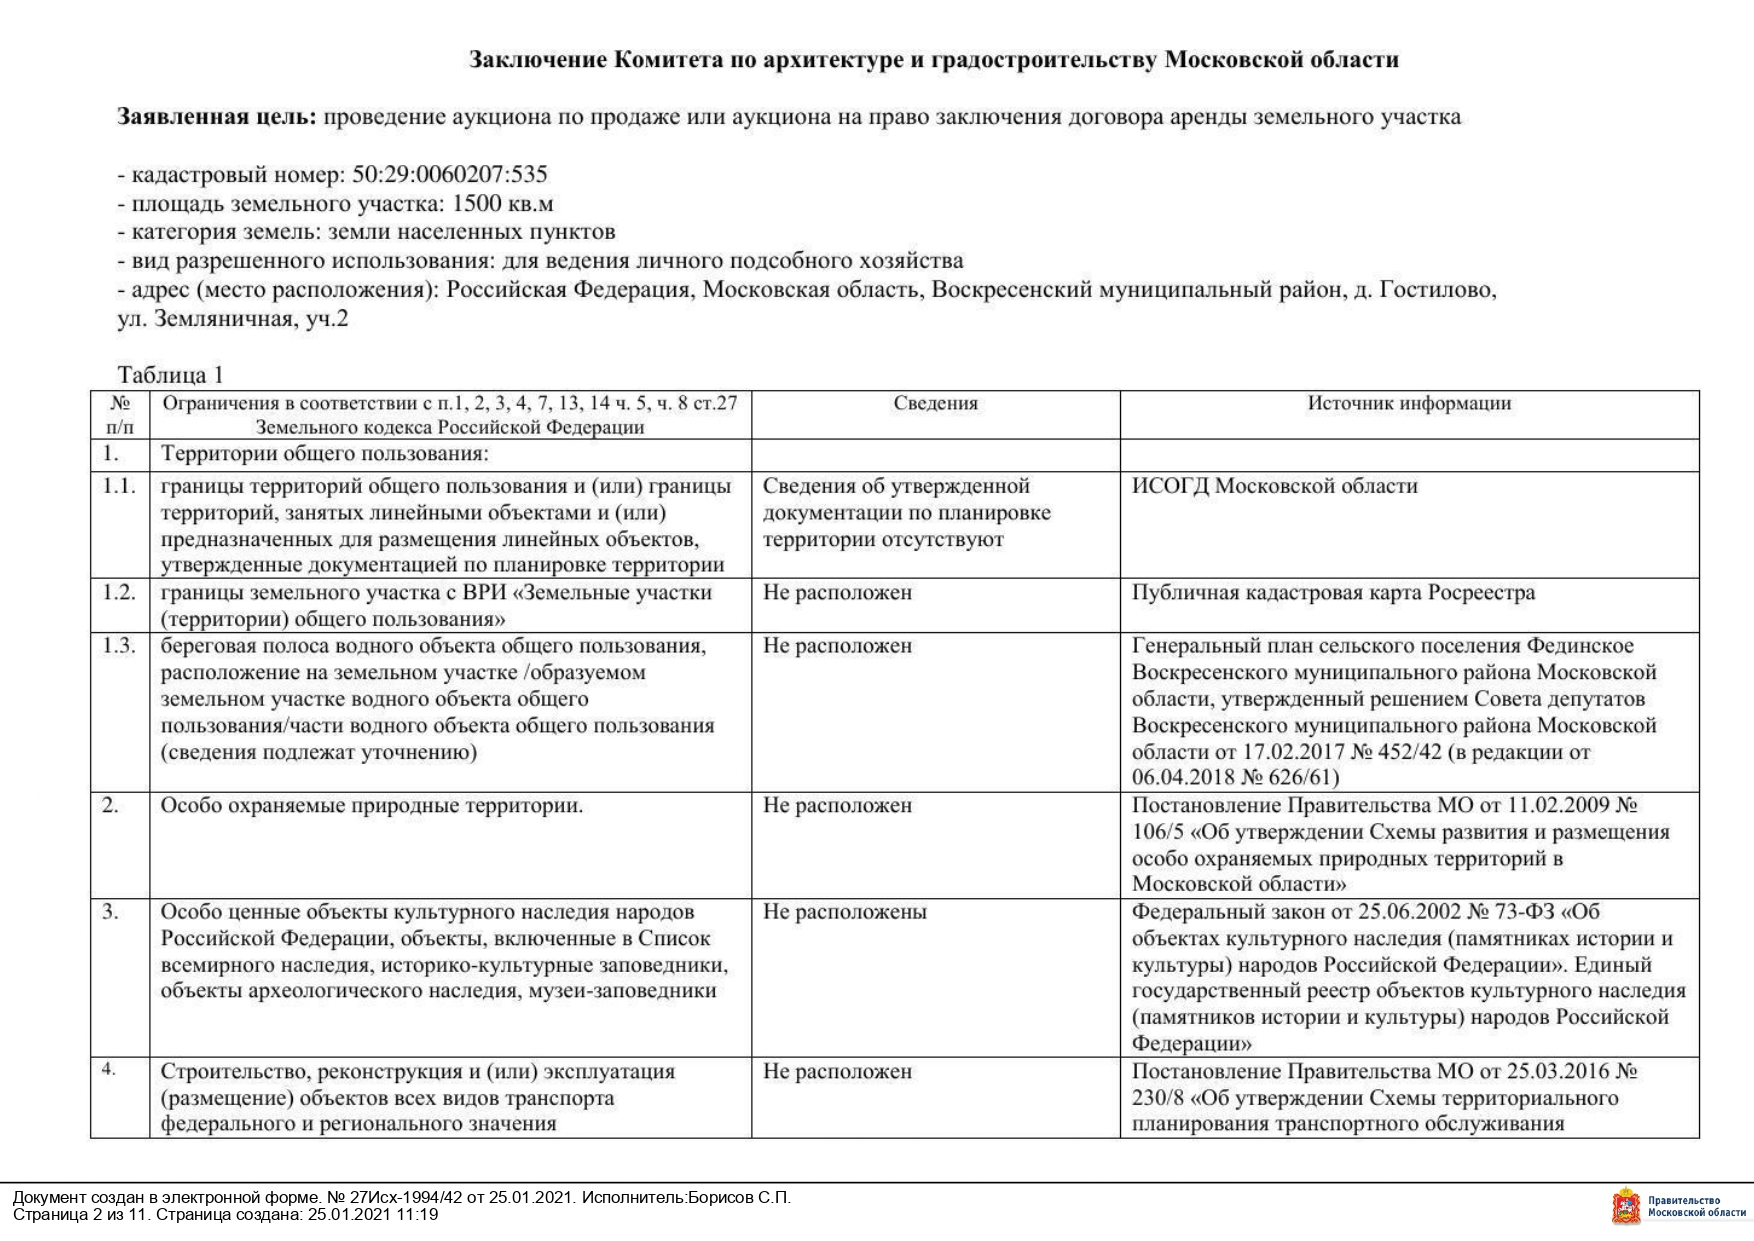 Заключение Комитета по архитектуре и градостроительству Московской области
Заявленная цель: проведение аукциона по продаже или аукциона на право заключения договора аренды земельного участка
- кадастровый номер: 50:29:0060207:535
- площадь земельного участка: 1500 кв.м
- категория земель: земли населенных пунктов
- вид разрешенного использования: для ведения личного подсобного хозяйства
- адрес (место расположения): Российская Федерация, Московская область, Воскресенский муниципальный район, д. Гостилово,
ул. Земляничная, уч.2
Таблица 1
№
п/п
Ограничения в соответствии с п.1, 2, 3, 4, 7, 13, 14 ч. 5, ч. 8 ст.27
Земельного кодекса Российской Федерации
Сведения
Источник информации
1.
Территории общего пользования:
1.1.
границы территорий общего пользования и (или) границы
территорий, занятых линейными объектами и (или)
предназначенных для размещения линейных объектов,
утвержденные документацией по планировке территории
Сведения об утвержденной
документации по планировке
территории отсутствуют
ИСОГД Московской области
1.2.
границы земельного участка с ВРИ «Земельные участки
(территории) общего пользования»
Не расположен
Публичная кадастровая карта Росреестра
1.3.
береговая полоса водного объекта общего пользования,
расположение на земельном участке /образуемом
земельном участке водного объекта общего
пользования/части водного объекта общего пользования
(сведения подлежат уточнению)
Не расположен
Генеральный план сельского поселения Фединское
Воскресенского муниципального района Московской
области, утвержденный решением Совета депутатов
Воскресенского муниципального района Московской
области от 17.02.2017 № 452/42 (в редакции от
06.04.2018 № 626/61)
2.
Особо охраняемые природные территории.
Не расположен
Постановление Правительства МО от 11.02.2009 №
106/5 «Об утверждении Схемы развития и размещения
особо охраняемых природных территорий в
Московской области»
3.
Особо ценные объекты культурного наследия народов
Российской Федерации, объекты, включенные в Список
всемирного наследия, историко-культурные заповедники,
объекты археологического наследия, музеи-заповедники
Не расположены
Федеральный закон от 25.06.2002 № 73-ФЗ «Об
объектах культурного наследия (памятниках истории и
культуры) народов Российской Федерации». Единый
государственный реестр объектов культурного наследия
(памятников истории и культуры) народов Российской
Федерации»
4.
Строительство, реконструкция и (или) эксплуатация
(размещение) объектов всех видов транспорта
федерального и регионального значения
Не расположен
Постановление Правительства МО от 25.03.2016 №
230/8 «Об утверждении Схемы территориального
планирования транспортного обслуживания
Документ создан в электронной форме. № 27Исх-1994/42 от 25.01.2021. Исполнитель:Борисов С.П.
Страница 2 из 11. Страница создана: 25.01.2021 11:19
Правительство
Московской области